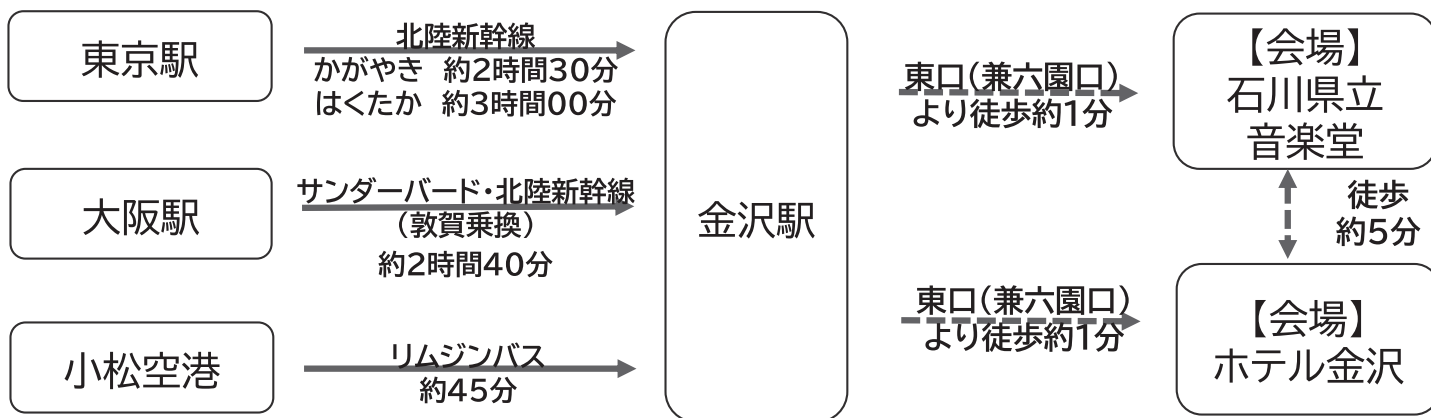 東京駅
北陸新幹線
かがやき 約2時間30分
はくたか 約3時間00分
大阪駅
サンダーバード・北陸新幹線
（敦賀乗換）
約2時間40分
小松空港
リムジンバス
約45分
金沢駅
東口（兼六園口）
より徒歩約1分
【会場】
石川県立
音楽堂
徒歩
約5分
東口（兼六園口）
より徒歩約1分
【会場】
ホテル金沢